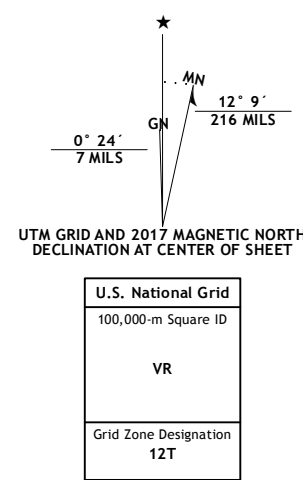 ★
MN
GN
12° 9´
216 MILS
0° 24´
7 MILS
UTM GRID AND 2017 MAGNETIC NORTH
DECLINATION AT CENTER OF SHEET
U.S. National Grid
100,000-m Square ID
VR
Grid Zone Designation
12T